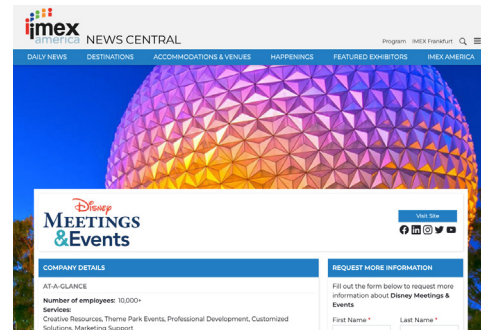 imex
america NEWS CENTRAL
Program IMEX Frankfurt
DAILY NEWS DESTINATIONS ACCOMMODATIONS & VENUES HAPPENINGS FEATURED EXHIBITORS IMEX AMERICA
Disney
MEETINGS
&Events
Visit Site
COMPANY DETAILS
AT-A-GLANCE
Number of employees: 10,000+
Services:
Creative Resources, Theme Park Events, Professional Development, Customized
Solutions, Marketing Support
REQUEST MORE INFORMATION
Fill out the form below to request more
information about Disney Meetings &
Events
First Name * Last Name *